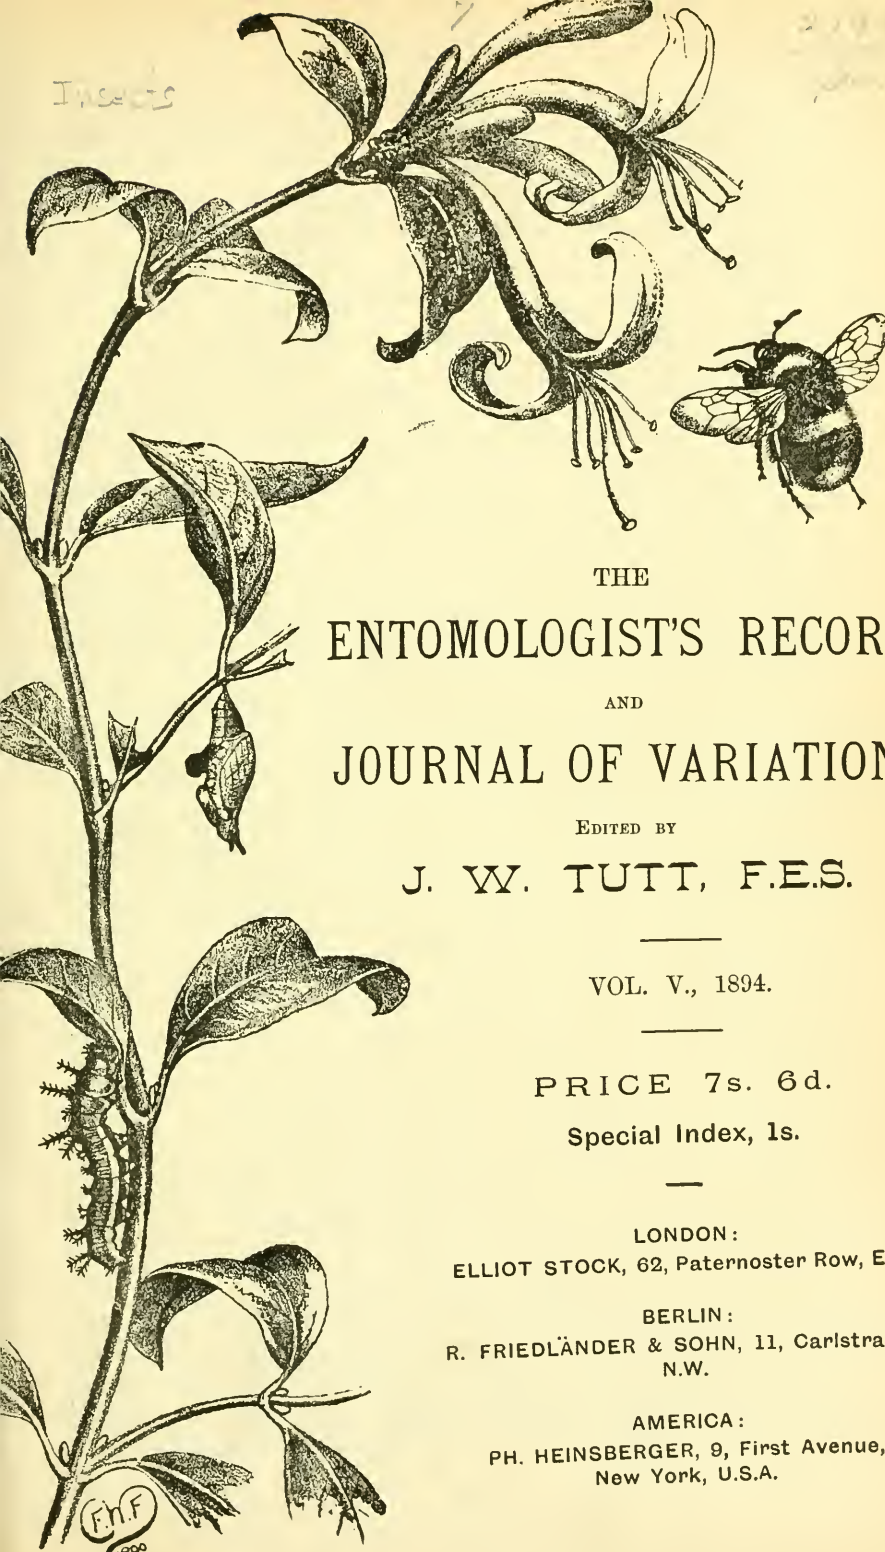 Insects
THE
ENTOMOLOGIST'S RECOR
AND
JOURNAL OF VARIATION
EDITED BY
J. W. TUTT, F.E.S.
VOL. V., 1894.
PRICE 7s. 6d.
Special Index, 1s.
LONDON:
ELLIOT STOCK, 62, Paternoster Row, E
BERLIN:
R. FRIEDLÄNDER & SOHN, 11, Carlstra
N.W.
AMERICA:
PH. HEINSBERGER, 9, First Avenue,
New York, U.S.A.
F.W.F